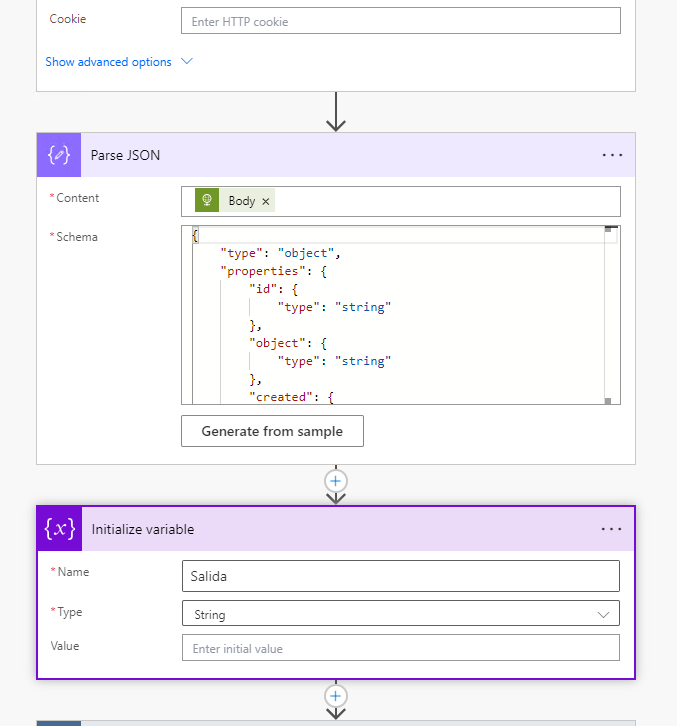 Cookie
Enter HTTP cookie
Show advanced options
{} Parse JSON ...
*Content Body ×
*Schema
{
"type": "object",
"properties": {
"id": {
"type": "string"
},
"object": {
"type": "string"
},
"created": {
Generate from sample
+
{x} Initialize variable ...
*Name Salida
*Type String
Value Enter initial value
+